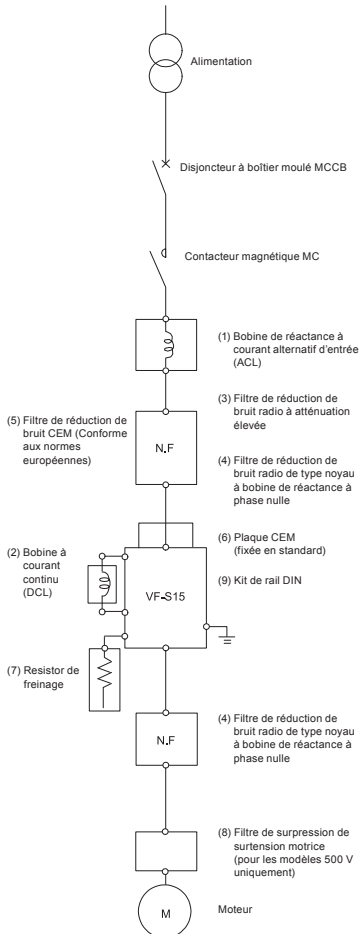 Alimentation
Disjoncteur à boîtier moulé MCCB
Contacteur magnétique MC
(1) Bobine de réactance à
courant alternatif d'entrée
(ACL)
(3) Filtre de réduction de
bruit radio à atténuation
élevée
(5) Filtre de réduction de
bruit CEM (Conforme
aux normes
européennes)
N.F
(4) Filtre de réduction de
bruit radio de type noyau
à bobine de réactance à
phase nulle
(6) Plaque CEM
(fixée en standard)
(2) Bobine à
courant
continu
(DCL)
VF-S15
(9) Kit de rail DIN
(7) Resistor de
freinage
N.F
(4) Filtre de réduction de
bruit radio de type noyau
à bobine de réactance à
phase nulle
(8) Filtre de surpression de
surtension motrice
(pour les modèles 500 V
uniquement)
M
Moteur